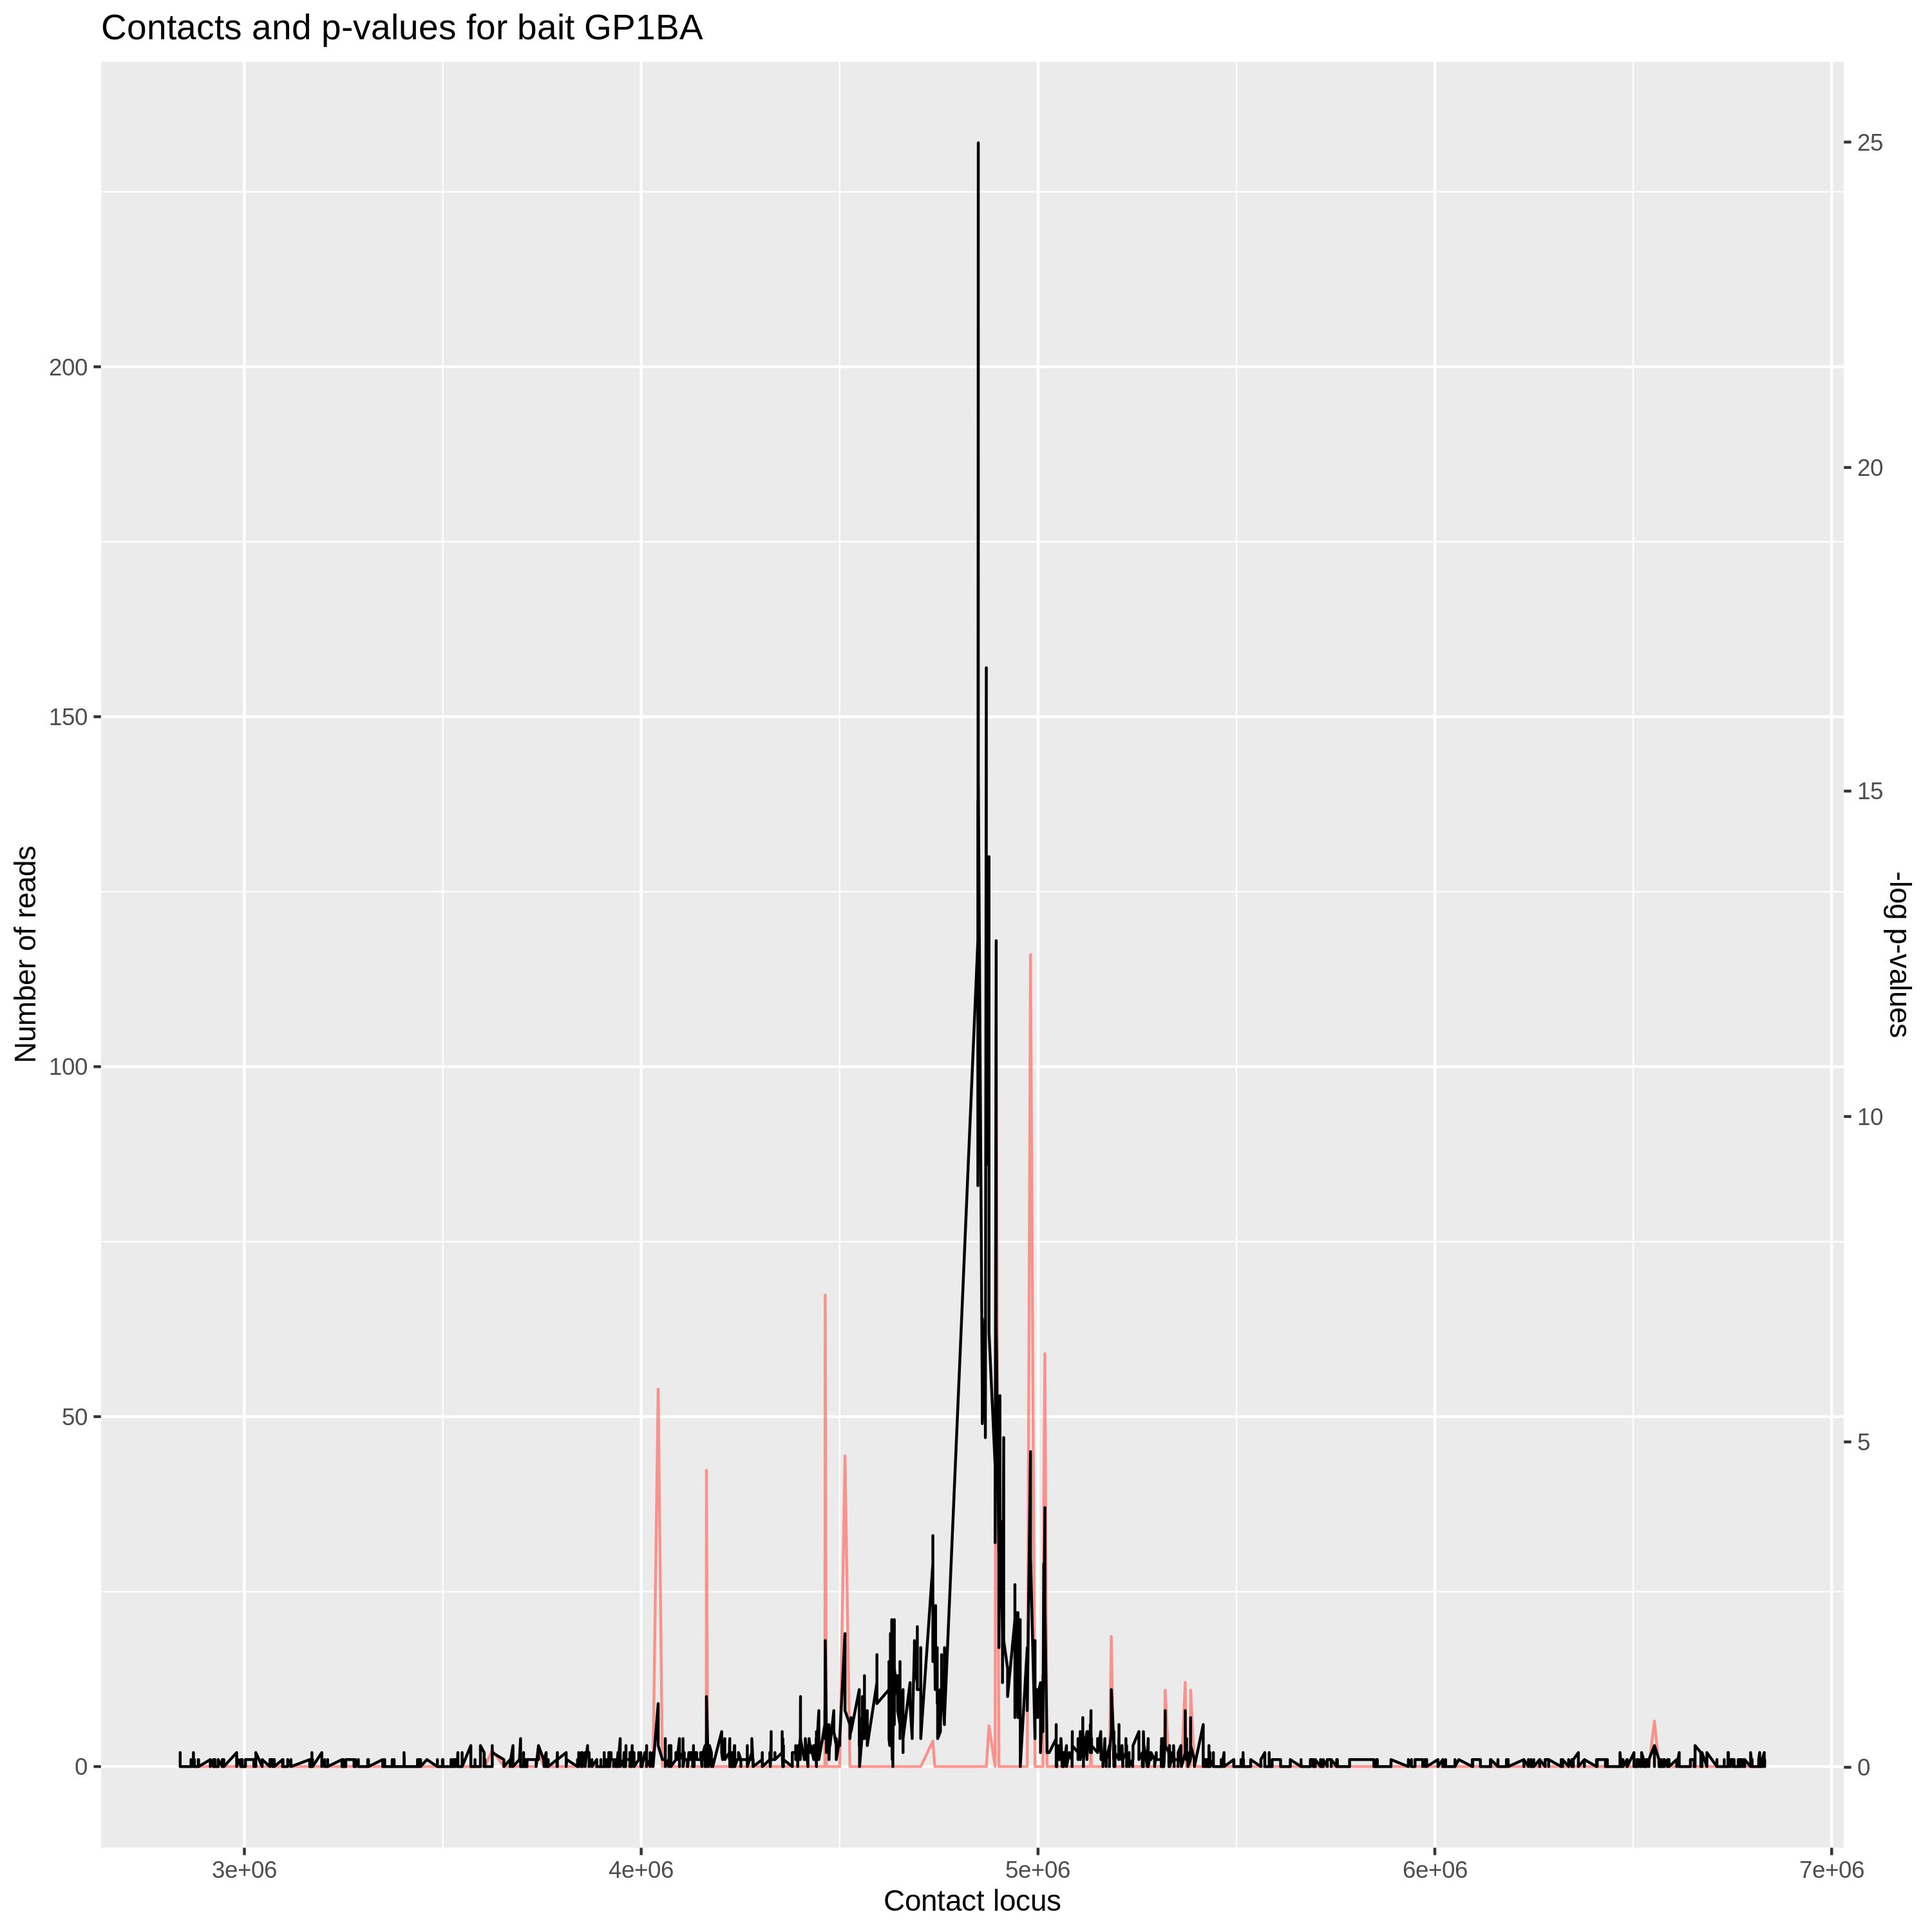 Contacts and p-values for bait GP1BA
Number of reads
200
150
100
50
0
25
20
15
10
5
0
-log p-values
3e+06
4e+06
5e+06
6e+06
7e+06
Contact locus